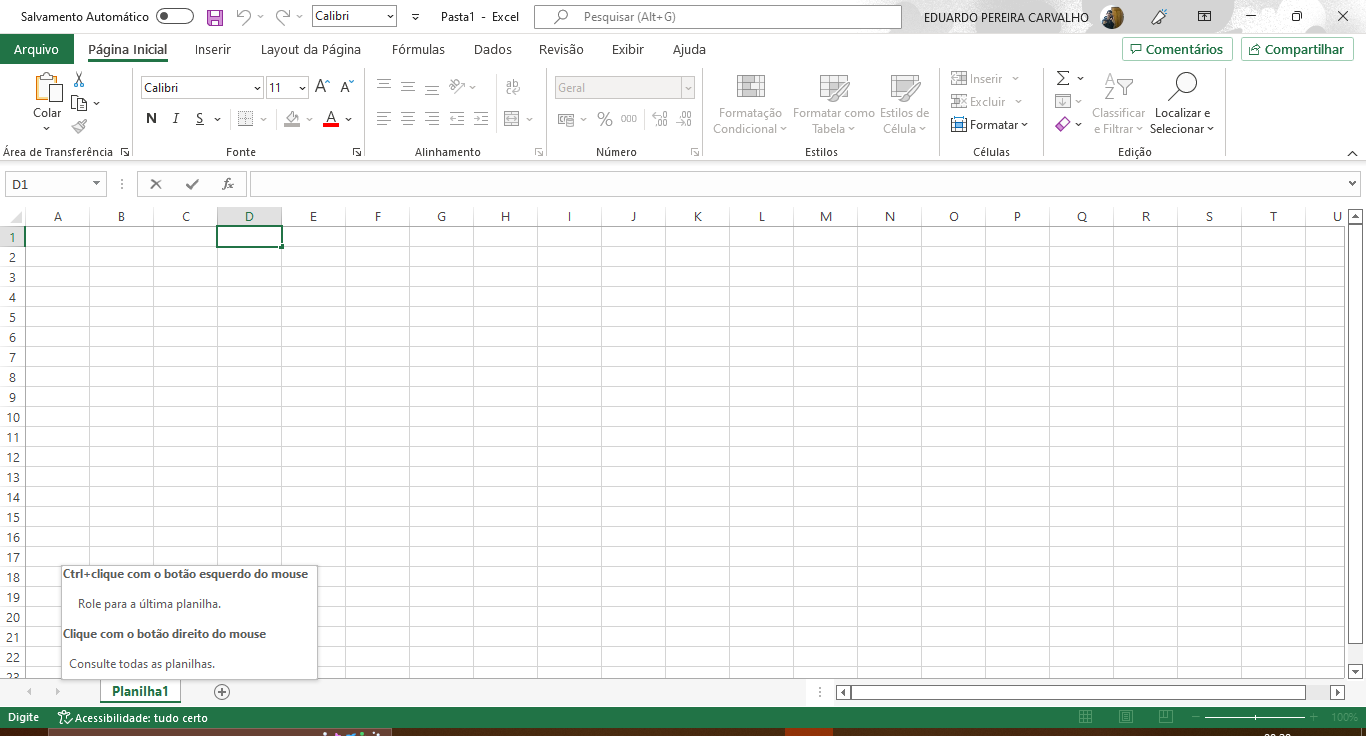 Salvamento Automático
Calibri
Pasta1 - Excel
Pesquisar (Alt+G)
EDUARDO PEREIRA CARVALHO
Arquivo
Página Inicial
Inserir
Layout da Página
Fórmulas
Dados
Revisão
Exibir
Ajuda
Comentários
Compartilhar
Colar
Área de Transferência
Calibri
11
A A
N I S
A
Fonte
ab
c
Alinhamento
Geral
% 000
Número
Formatação
Condicional
Formatar como
Tabela
Estilos de
Célula
Estilos
Inserir
Excluir
Formatar
Células
Classificar
e Filtrar
Localizar e
Selecionar
Edição
D1
fx
A B C D E F G H I J K L M N O P Q R S T U
1
2
3
4
5
6
7
8
9
10
11
12
13
14
15
16
17
18
19
20
21
22
23
Ctrl+clique com o botão esquerdo do mouse
Role para a última planilha.
Clique com o botão direito do mouse
Consulte todas as planilhas.
Planilha1
Digite
Acessibilidade: tudo certo
100%